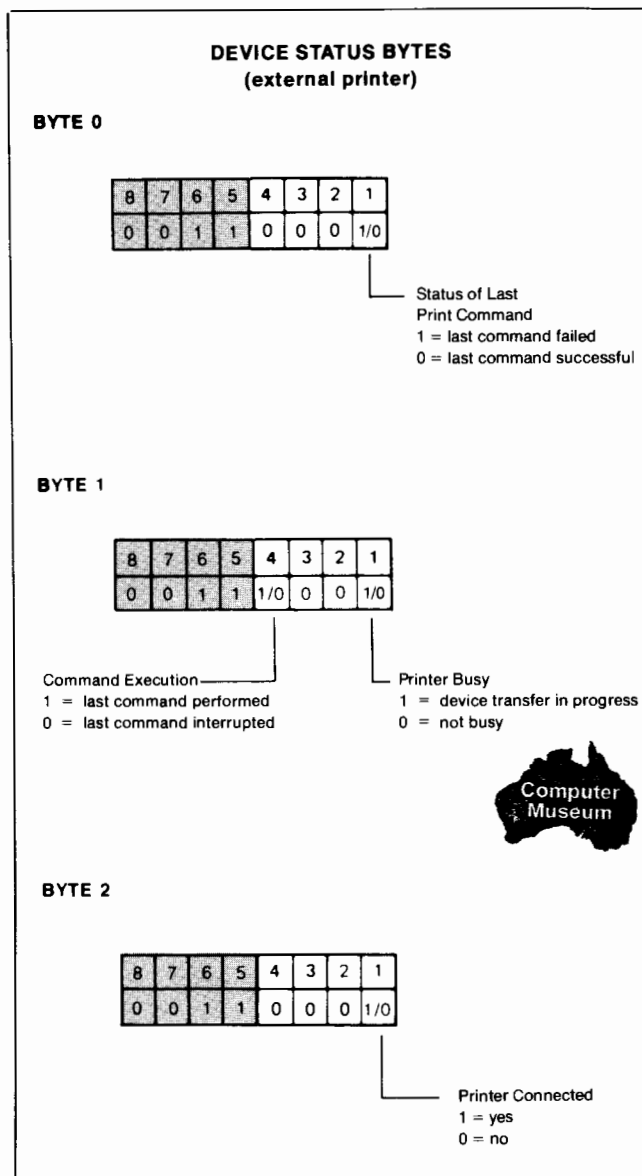 DEVICE STATUS BYTES
(external printer)
BYTE 0
8 7 6 5 4 3 2 1
0 0 1 1 0 0 0 1/0
Status of Last
Print Command
1 = last command failed
0 = last command successful
BYTE 1
8 7 6 5 4 3 2 1
0 0 1 1 1/0 0 0 1/0
Command Execution
1 = last command performed
0 = last command interrupted
Printer Busy
1 = device transfer in progress
0 = not busy
Computer
Museum
BYTE 2
8 7 6 5 4 3 2 1
0 0 1 1 0 0 0 1/0
Printer Connected
1 = yes
0 = no